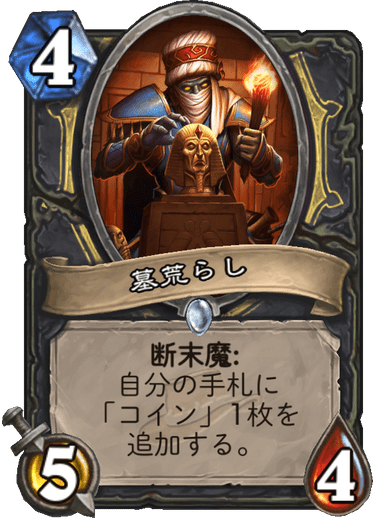 4
墓荒らし
断末魔:
自分の手札に
「コイン」1枚を
追加する。
5
4